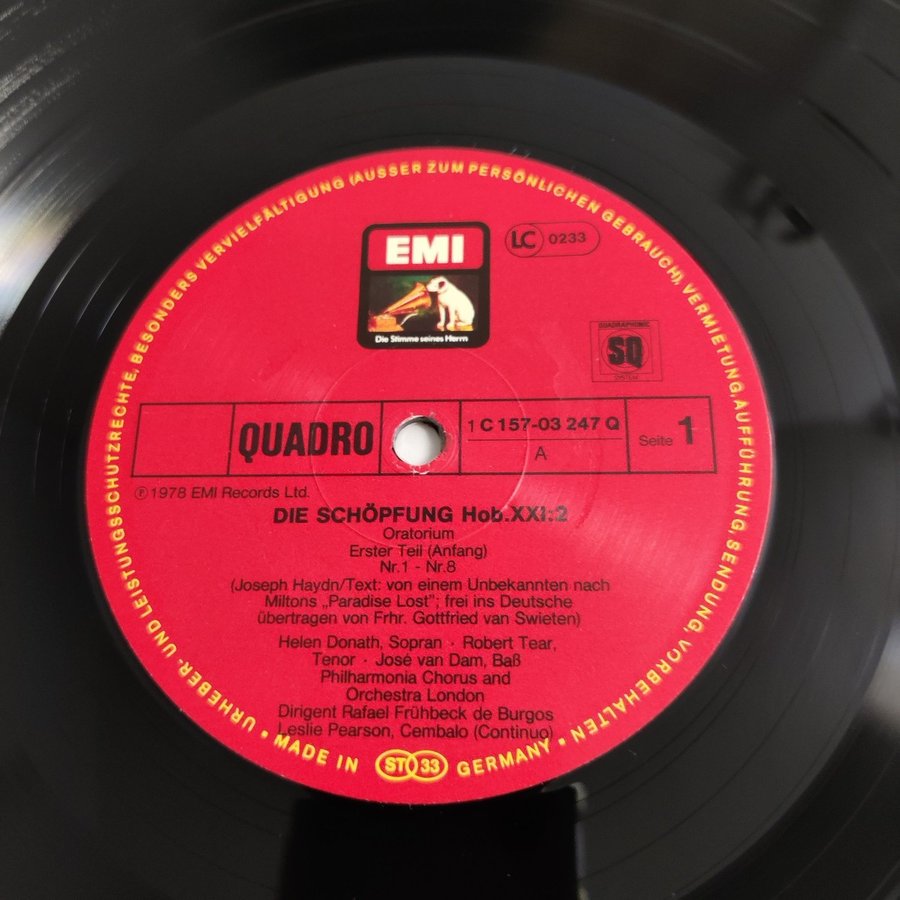 URHEBER- UND LEISTUNGSSCHUTZRECHTE, BESONDERS VERVIELFÄLTIGUNG (AUSSER ZUM PERSÖNLICHEN GEBRAUCH), VERMIETUNG, AUFFÜHRUNG, SENDUNG, VORBEHALTEN •
EMI
Die Stimme seines Herrn
LC 0233
QUADRAPHONIC
SQ
SYSTEM
QUADRO
1 C 157-03 247 Q
A
Seite 1
℗ 1978 EMI Records Ltd.
DIE SCHÖPFUNG Hob.XXI:2
Oratorium
Erster Teil (Anfang)
Nr.1 - Nr.8
(Joseph Haydn/Text: von einem Unbekannten nach
Miltons „Paradise Lost”; frei ins Deutsche
übertragen von Frhr. Gottfried van Swieten)
Helen Donath, Sopran · Robert Tear,
Tenor · José van Dam, Baß
Philharmonia Chorus and
Orchestra London
Dirigent Rafael Frühbeck de Burgos
Leslie Pearson, Cembalo (Continuo)
• MADE IN ST 33 GERMANY •